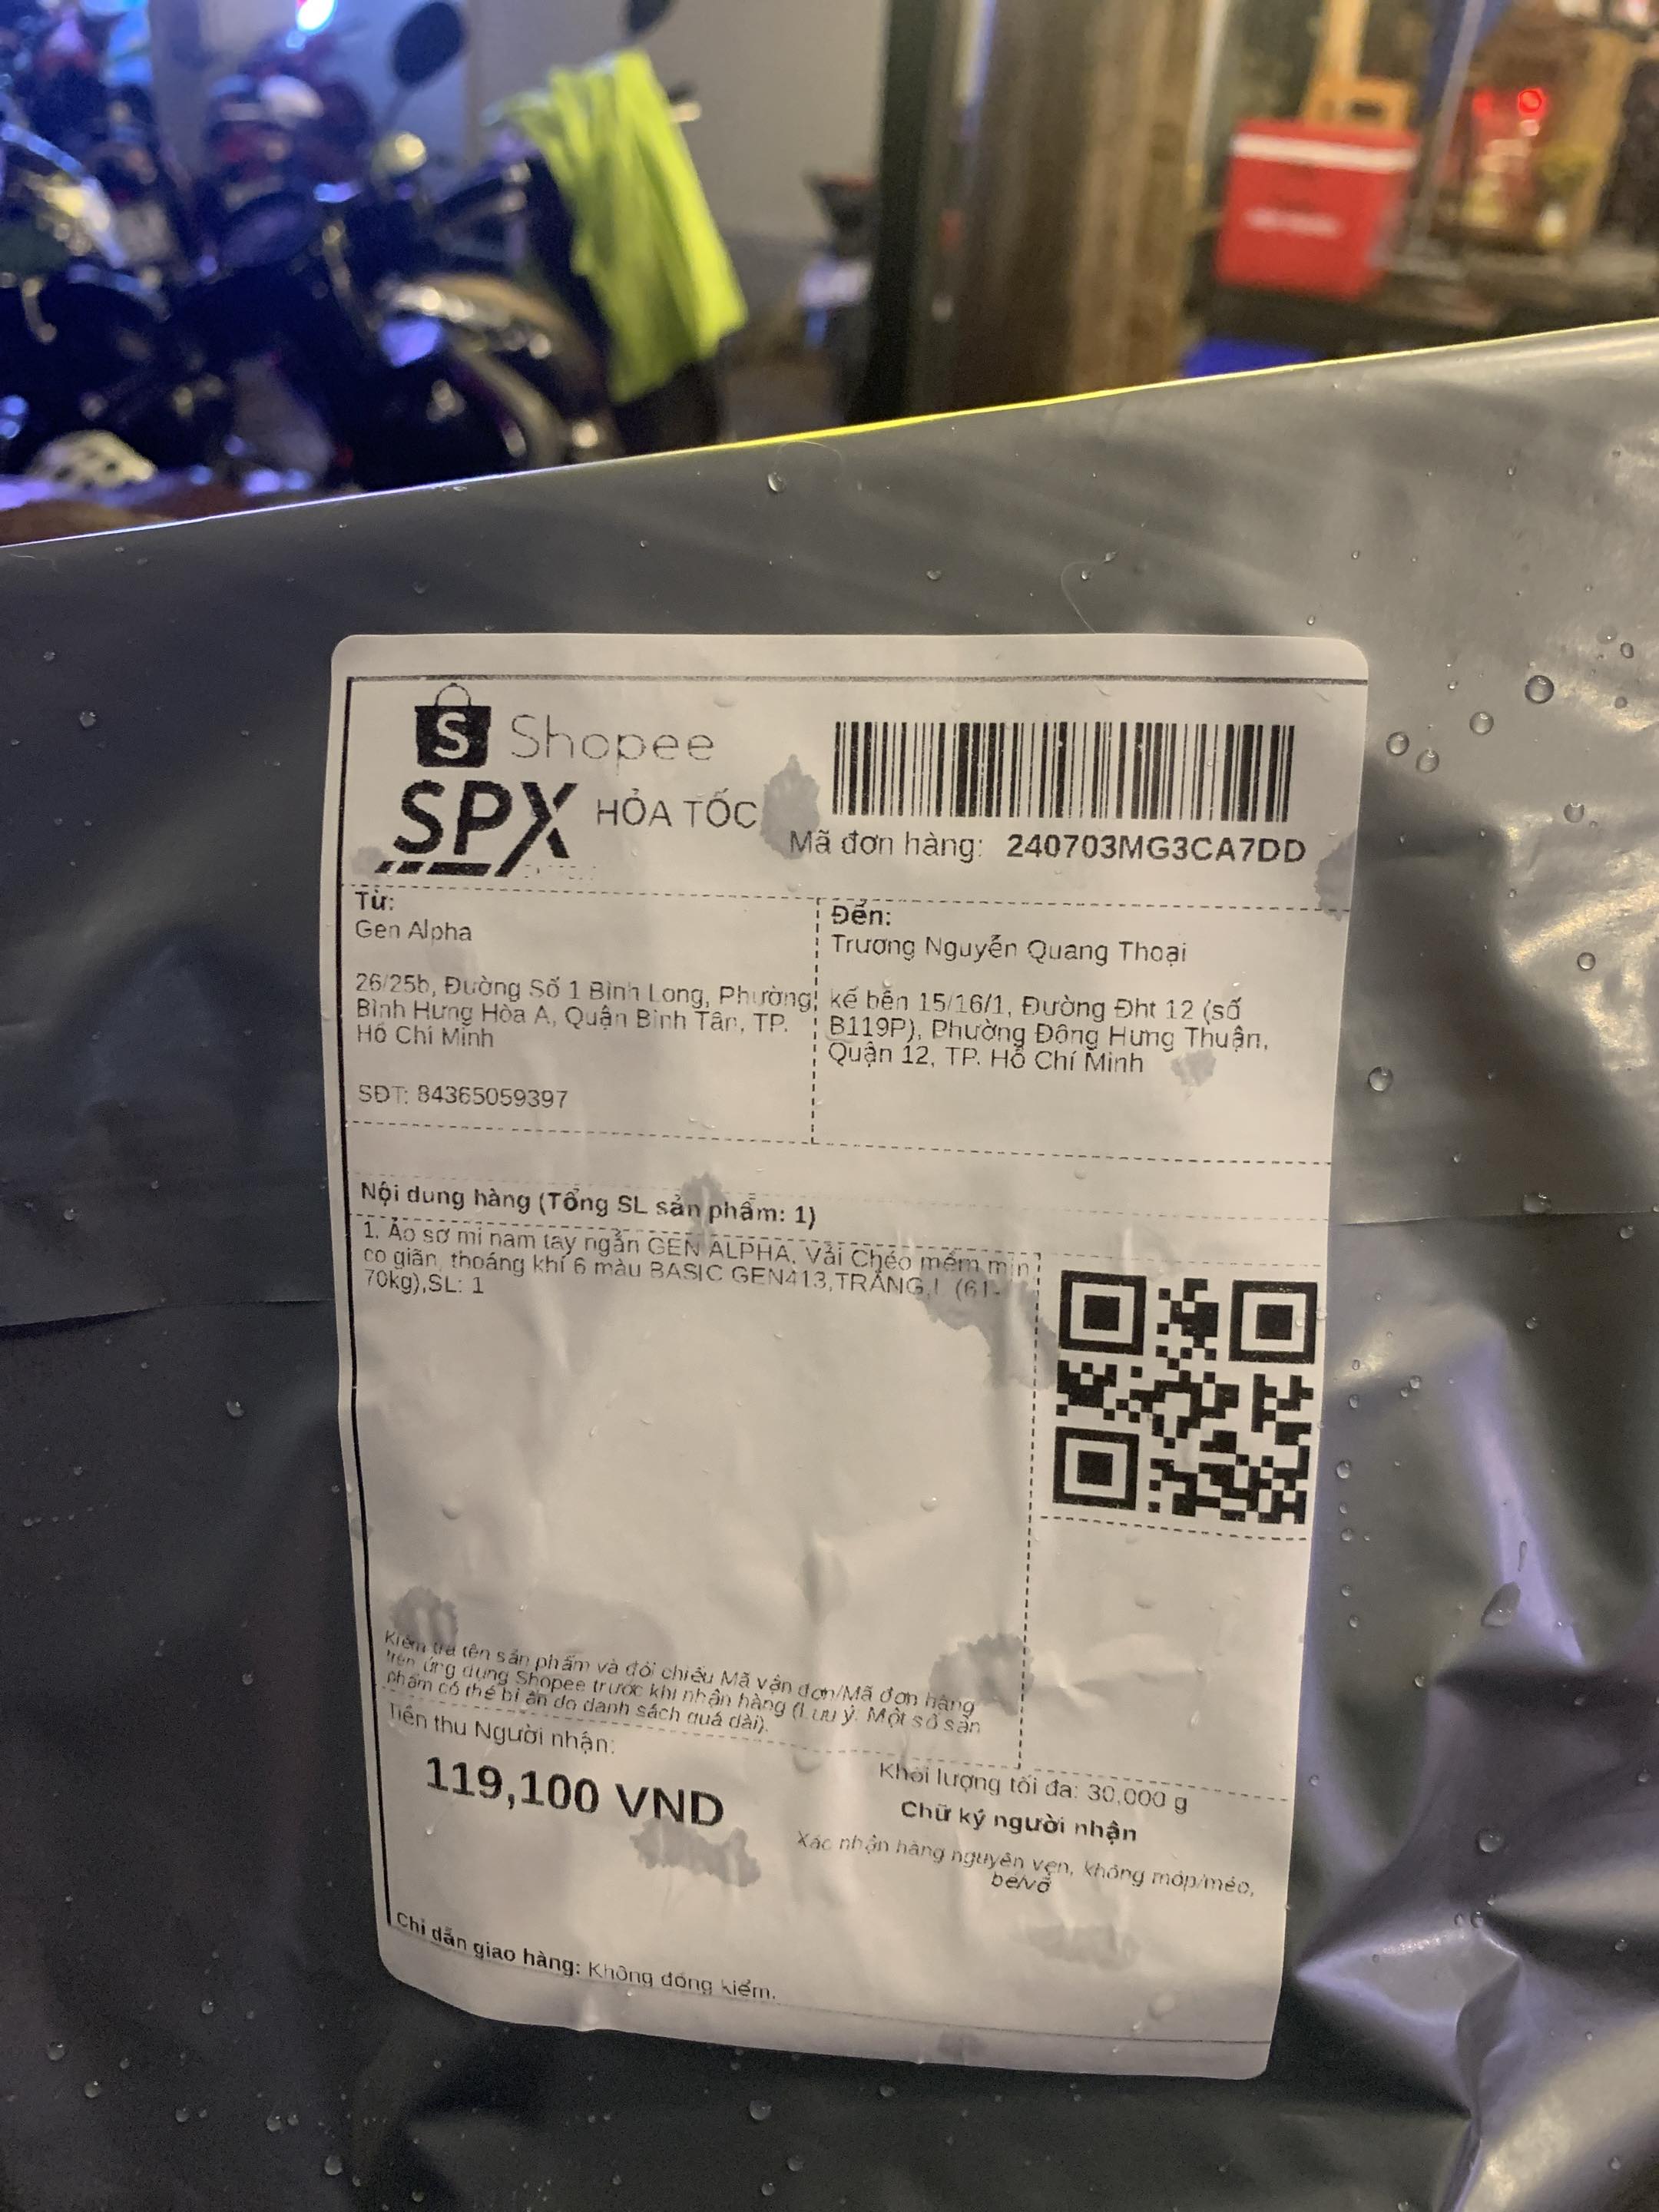 Shopee
SPX HỎA TỐC
Mã đơn hàng: 240703MG3CA7DD
Từ:
Gen Alpha
26/25b, Đường Số 1 Bình Long, Phường
Bình Hưng Hòa A, Quận Bình Tân, TP.
Hồ Chí Minh
SĐT: 84365059397
Đến:
Trương Nguyễn Quang Thoại
kế bên 15/16/1, Đường Đht 12 (số
B119P), Phường Đông Hưng Thuận,
Quận 12, TP. Hồ Chí Minh
Nội dung hàng (Tổng SL sản phẩm: 1)
1. Áo sơ mi nam tay ngắn GEN ALPHA, Vải Chéo mềm mịn
co giãn, thoáng khí 6 màu BASIC GEN413,TRẮNG,L (61-
70kg),SL: 1
Kiểm tra tên sản phẩm và đối chiếu Mã vận đơn/Mã đơn hàng
trên ứng dụng Shopee trước khi nhận hàng (Lưu ý: Một số sản
phẩm có thể bị ẩn do danh sách quá dài).
Tiền thu Người nhận:
119,100 VND
Khối lượng tối đa: 30,000 g
Chữ ký người nhận
Xác nhận hàng nguyên vẹn, không móp/méo,
bể/vỡ
Chỉ dẫn giao hàng: Không đồng kiểm.